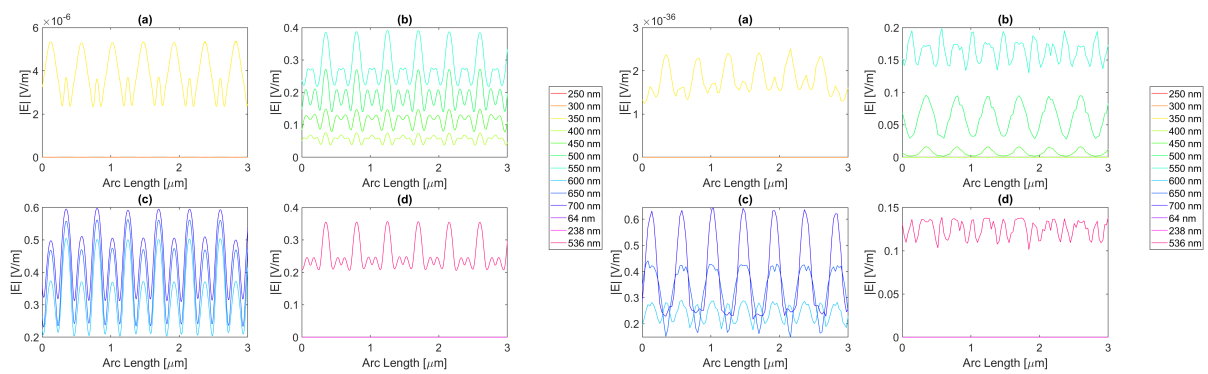 (a)
×10⁻⁶
6
4
2
0
|E| [V/m]
0
1
2
3
Arc Length [μm]
(b)
0.4
0.3
0.2
0.1
0
|E| [V/m]
0
1
2
3
Arc Length [μm]
(c)
0.6
0.5
0.4
0.3
0.2
|E| [V/m]
0
1
2
3
Arc Length [μm]
(d)
0.4
0.3
0.2
0.1
0
|E| [V/m]
0
1
2
3
Arc Length [μm]
250 nm
300 nm
350 nm
400 nm
450 nm
500 nm
550 nm
600 nm
650 nm
700 nm
64 nm
238 nm
536 nm
(a)
×10⁻³⁶
3
2
1
0
|E| [V/m]
0
1
2
3
Arc Length [μm]
(b)
0.2
0.15
0.1
0.05
0
|E| [V/m]
0
1
2
3
Arc Length [μm]
(c)
0.6
0.5
0.4
0.3
0.2
|E| [V/m]
0
1
2
3
Arc Length [μm]
(d)
0.15
0.1
0.05
0
|E| [V/m]
0
1
2
3
Arc Length [μm]
250 nm
300 nm
350 nm
400 nm
450 nm
500 nm
550 nm
600 nm
650 nm
700 nm
64 nm
238 nm
536 nm